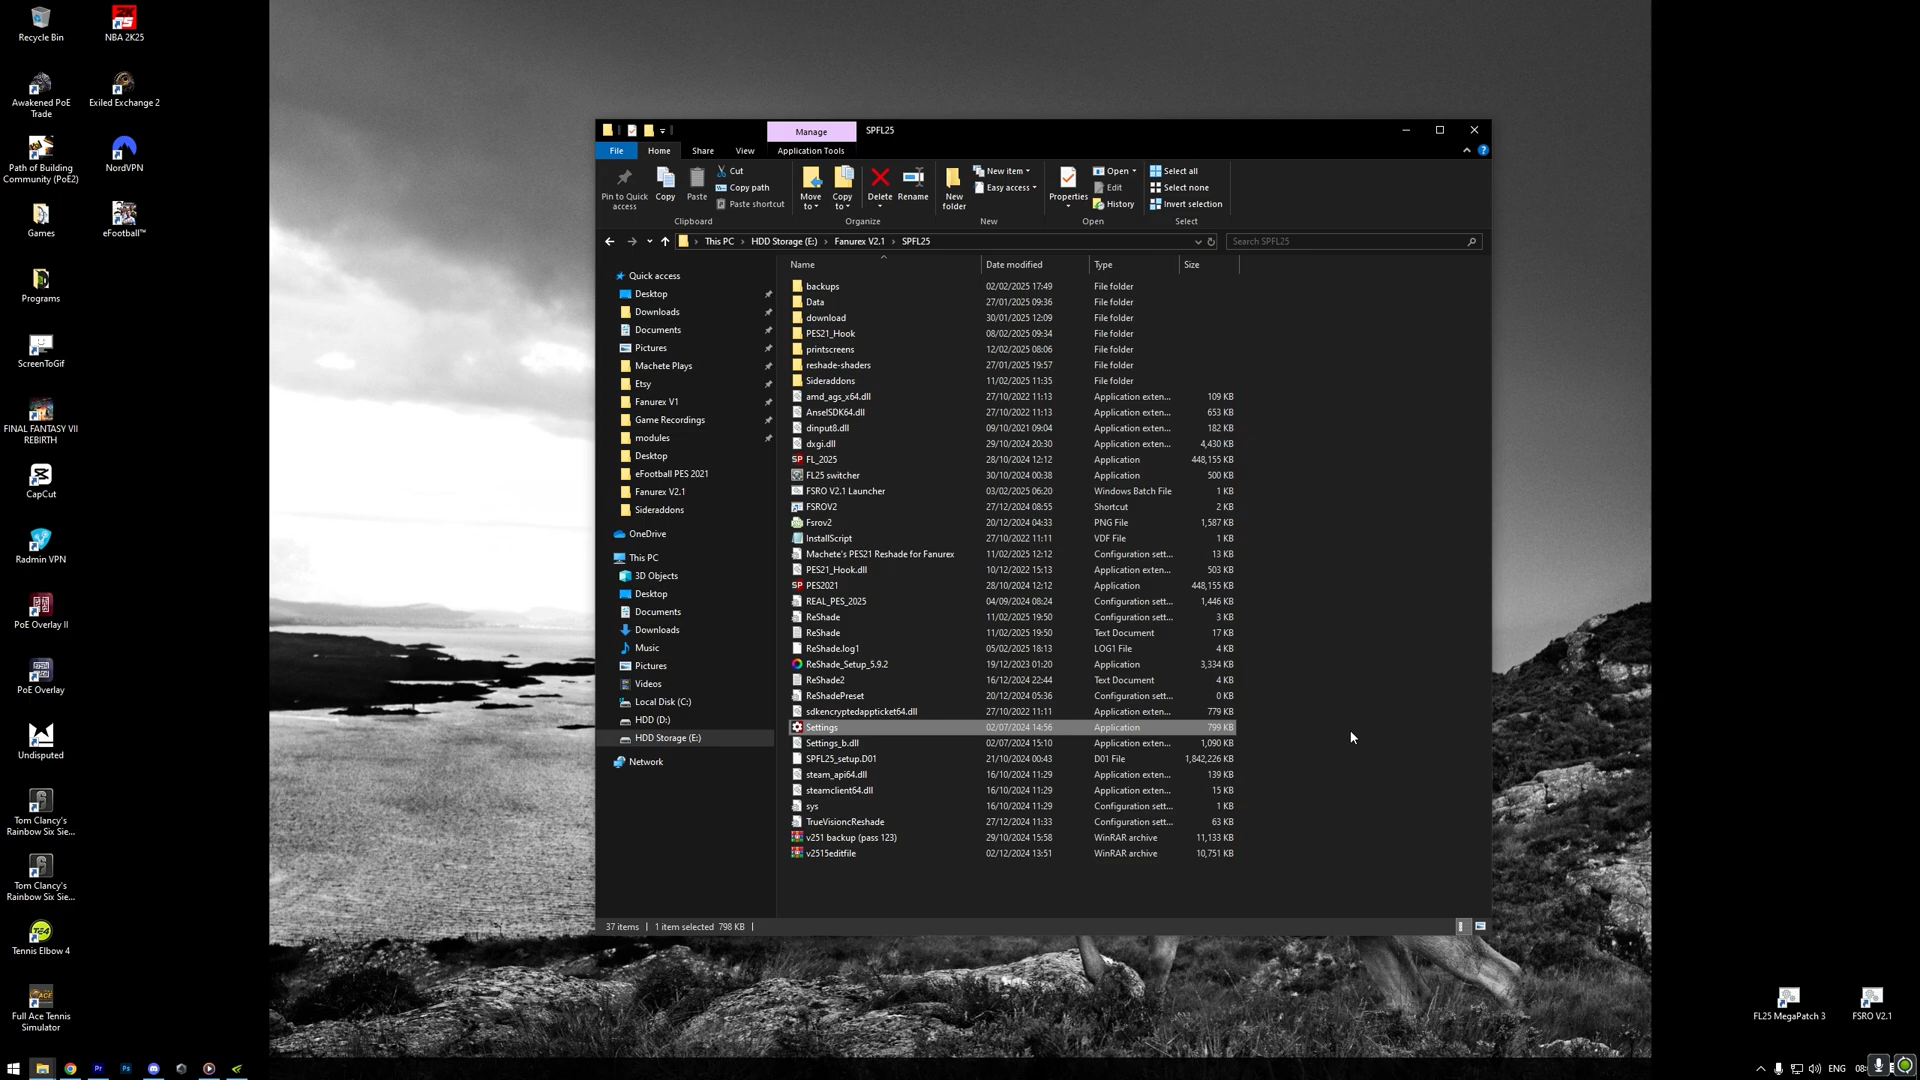 Recycle Bin
NBA 2K25
Awakened PoE
Trade
Exiled Exchange 2
Path of Building
Community (PoE2)
NordVPN
Games
eFootball™
Programs
ScreenToGif
FINAL FANTASY VII
REBIRTH
CapCut
Radmin VPN
PoE Overlay II
PoE Overlay
Undisputed
Tom Clancy's
Rainbow Six Sie...
Tom Clancy's
Rainbow Six Sie...
Tennis Elbow 4
Full Ace Tennis
Simulator
Manage
SPFL25
File
Home
Share
View
Application Tools
Pin to Quick
access
Copy
Paste
Cut
Copy path
Paste shortcut
Clipboard
Move
to
Copy
to
Delete
Rename
Organize
New
folder
New item
Easy access
New
Properties
Open
Edit
History
Open
Select all
Select none
Invert selection
Select
This PC > HDD Storage (E:) > Fanurex V2.1 > SPFL25
Search SPFL25
Name Date modified Type Size
Quick access
Desktop
Downloads
Documents
Pictures
Machete Plays
Etsy
Fanurex V1
Game Recordings
modules
Desktop
eFootball PES 2021
Fanurex V2.1
Sideraddons
OneDrive
This PC
3D Objects
Desktop
Documents
Downloads
Music
Pictures
Videos
Local Disk (C:)
HDD (D:)
HDD Storage (E:)
Network
backups 02/02/2025 17:49 File folder
Data 27/01/2025 09:36 File folder
download 30/01/2025 12:09 File folder
PES21_Hook 08/02/2025 09:34 File folder
printscreens 12/02/2025 08:06 File folder
reshade-shaders 27/01/2025 19:57 File folder
Sideraddons 11/02/2025 11:35 File folder
amd_ags_x64.dll 27/10/2022 11:13 Application exten... 109 KB
AnselSDK64.dll 27/10/2022 11:13 Application exten... 653 KB
dinput8.dll 09/10/2021 09:04 Application exten... 182 KB
dxgi.dll 29/10/2024 20:30 Application exten... 4,430 KB
FL_2025 28/10/2024 12:12 Application 448,155 KB
FL25 switcher 30/10/2024 00:38 Application 500 KB
FSRO V2.1 Launcher 03/02/2025 06:20 Windows Batch File 1 KB
FSROV2 27/12/2024 08:55 Shortcut 2 KB
Fsrov2 20/12/2024 04:33 PNG File 1,587 KB
InstallScript 27/10/2022 11:11 VDF File 1 KB
Machete's PES21 Reshade for Fanurex 11/02/2025 12:12 Configuration sett... 13 KB
PES21_Hook.dll 10/12/2022 15:13 Application exten... 503 KB
PES2021 28/10/2024 12:12 Application 448,155 KB
REAL_PES_2025 04/09/2024 08:24 Configuration sett... 1,446 KB
ReShade 11/02/2025 19:50 Configuration sett... 3 KB
ReShade 11/02/2025 19:50 Text Document 17 KB
ReShade.log1 05/02/2025 18:13 LOG1 File 4 KB
ReShade_Setup_5.9.2 19/12/2023 01:20 Application 3,334 KB
ReShade2 16/12/2024 22:44 Text Document 4 KB
ReShadePreset 20/12/2024 05:36 Configuration sett... 0 KB
sdkencryptedappticket64.dll 27/10/2022 11:11 Application exten... 779 KB
Settings 02/07/2024 14:56 Application 799 KB
Settings_b.dll 02/07/2024 15:10 Application exten... 1,090 KB
SPFL25_setup.D01 21/10/2024 00:43 D01 File 1,842,226 KB
steam_api64.dll 16/10/2024 11:29 Application exten... 139 KB
steamclient64.dll 16/10/2024 11:29 Application exten... 15 KB
sys 16/10/2024 11:29 Configuration sett... 1 KB
TrueVisioncReshade 27/12/2024 11:33 Configuration sett... 63 KB
v251 backup (pass 123) 29/10/2024 15:58 WinRAR archive 11,133 KB
v2515editfile 02/12/2024 13:51 WinRAR archive 10,751 KB
37 items 1 item selected 798 KB
FL25 MegaPatch 3
FSRO V2.1
Pr
Ps
ENG